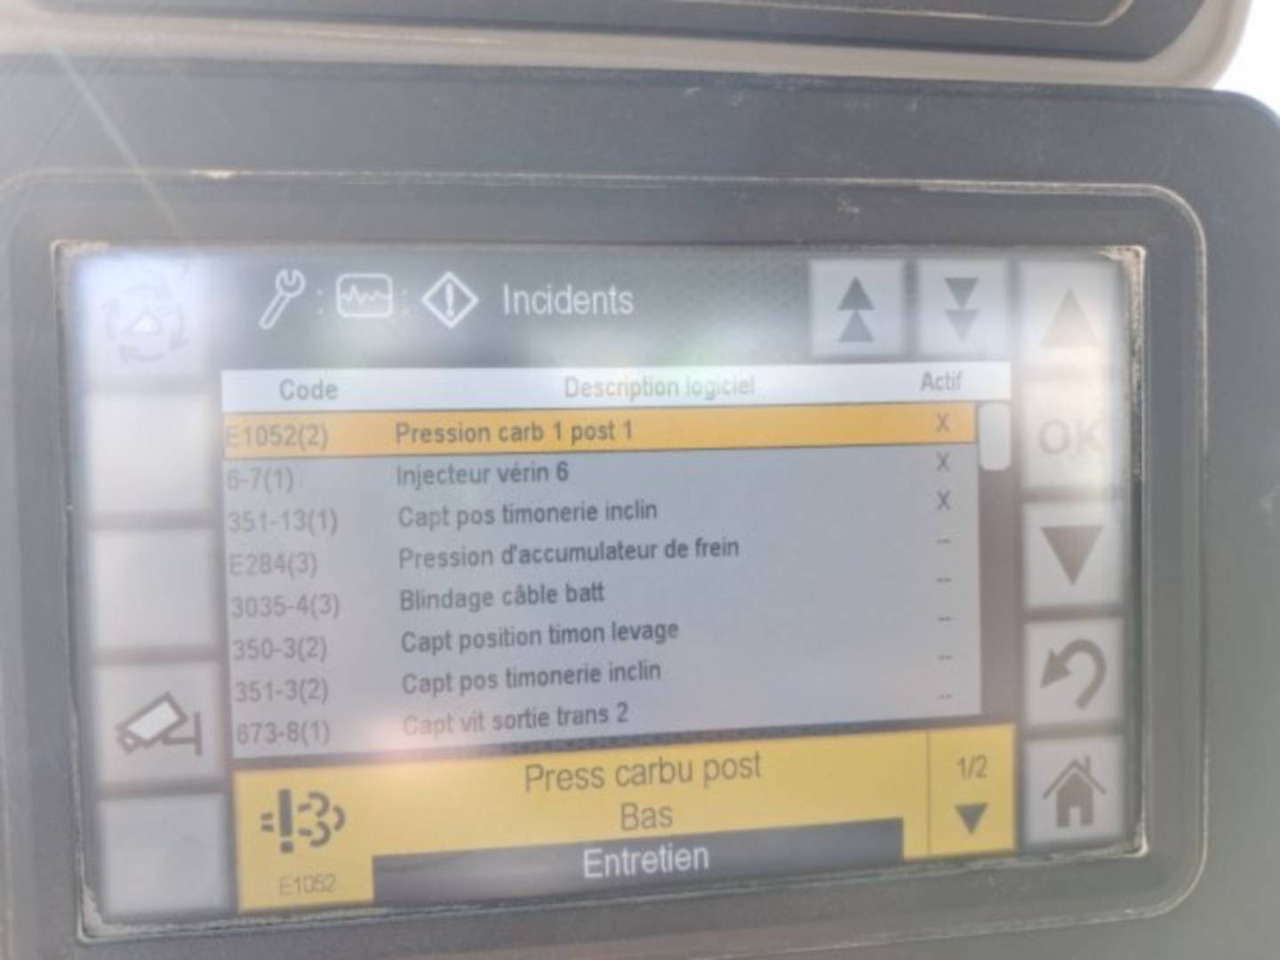 Incidents
Code Description logiciel Actif
E1052(2) Pression carb 1 post 1 X
6-7(1) Injecteur vérin 6 X
351-13(1) Capt pos timonerie inclin X
E284(3) Pression d'accumulateur de frein --
3035-4(3) Blindage câble batt --
350-3(2) Capt position timon levage --
351-3(2) Capt pos timonerie inclin --
673-8(1) Capt vit sortie trans 2 --
OK
Press carbu post
Bas
1/2
Entretien
E1052